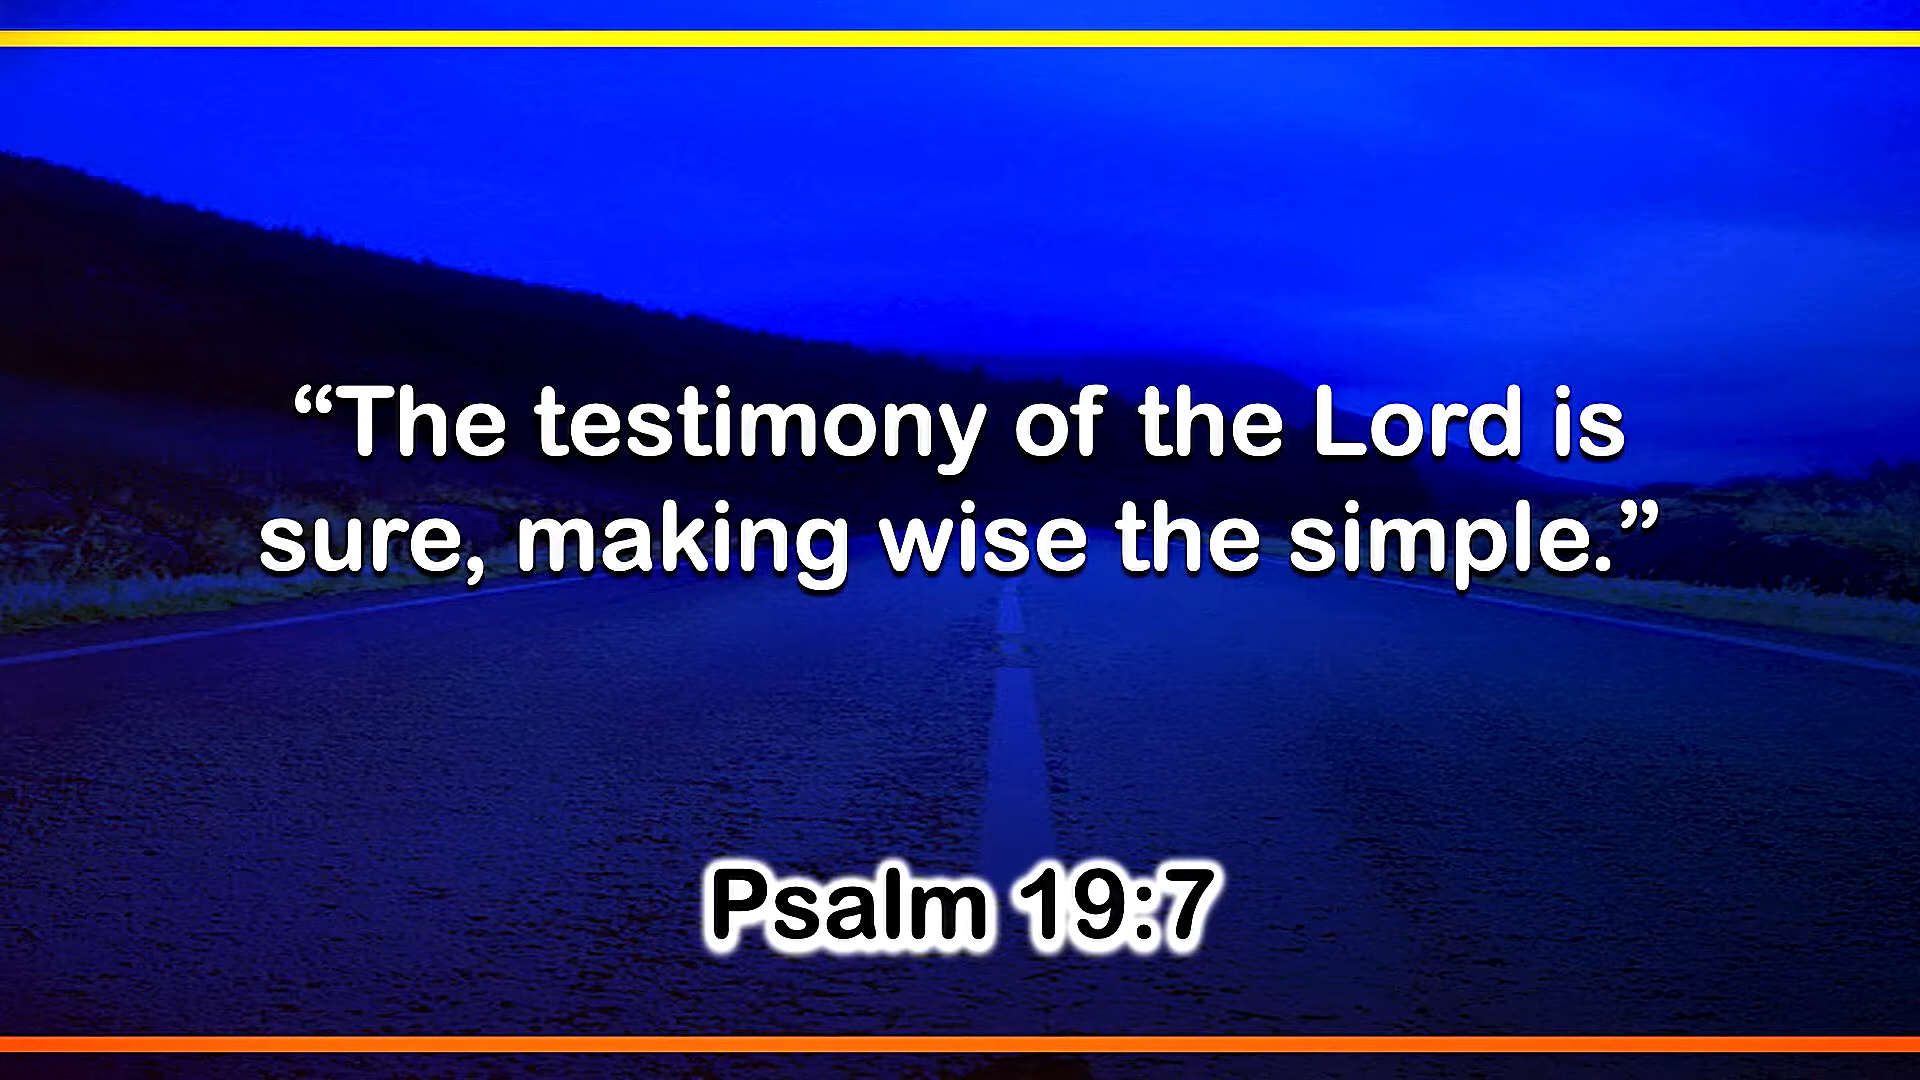 “The testimony of the Lord is
sure, making wise the simple.”
Psalm 19:7